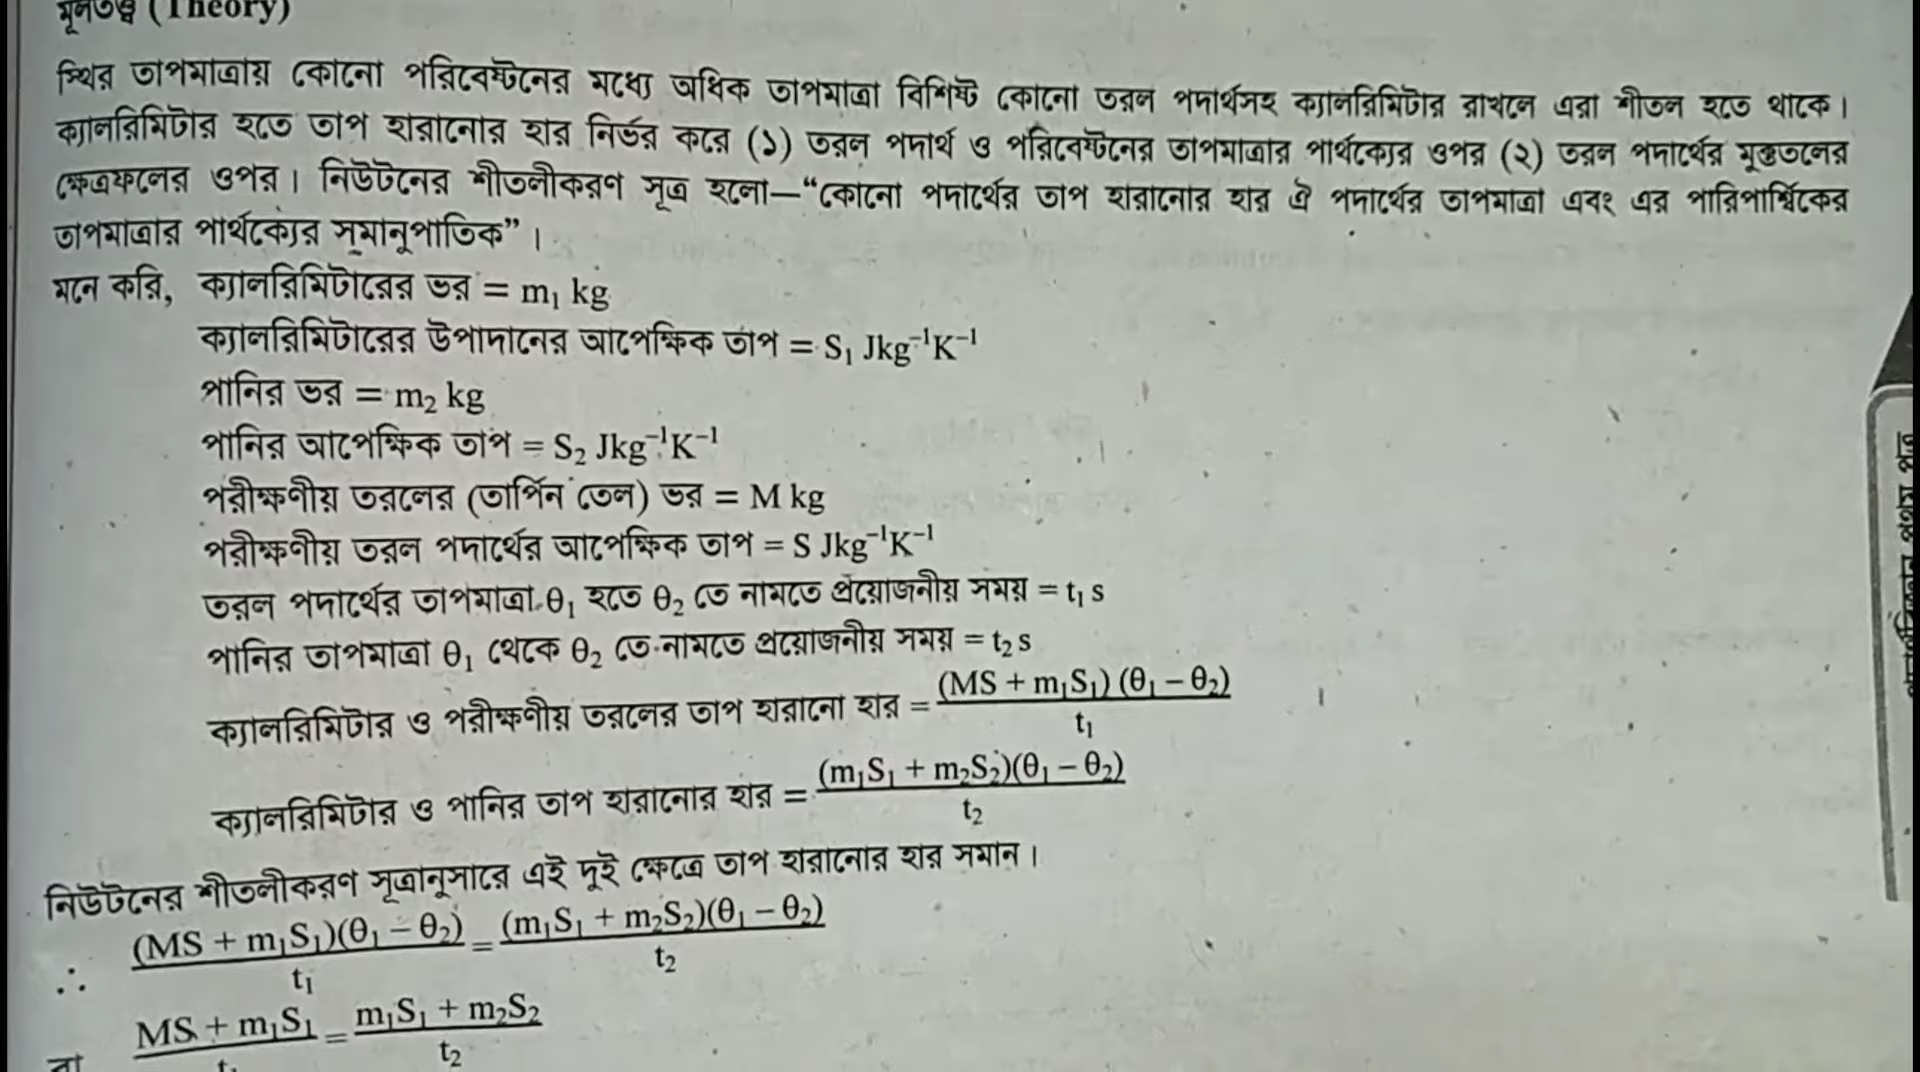 মূলতত্ত্ব (Theory)
স্থির তাপমাত্রায় কোনো পরিবেষ্টনের মধ্যে অধিক তাপমাত্রা বিশিষ্ট কোনো তরল পদার্থসহ ক্যালরিমিটার রাখলে এরা শীতল হতে থাকে।
ক্যালরিমিটার হতে তাপ হারানোর হার নির্ভর করে (১) তরল পদার্থ ও পরিবেষ্টনের তাপমাত্রার পার্থক্যের ওপর (২) তরল পদার্থের মুক্ততলের
ক্ষেত্রফলের ওপর। নিউটনের শীতলীকরণ সূত্র হলো—“কোনো পদার্থের তাপ হারানোর হার ঐ পদার্থের তাপমাত্রা এবং এর পারিপার্শ্বিকের
তাপমাত্রার পার্থক্যের সমানুপাতিক”।
মনে করি, ক্যালরিমিটারের ভর = m₁ kg
ক্যালরিমিটারের উপাদানের আপেক্ষিক তাপ = S₁ Jkg⁻¹K⁻¹
পানির ভর = m₂ kg
পানির আপেক্ষিক তাপ = S₂ Jkg⁻¹K⁻¹
পরীক্ষণীয় তরলের (তার্পিন তেল) ভর = M kg
পরীক্ষণীয় তরল পদার্থের আপেক্ষিক তাপ = S Jkg⁻¹K⁻¹
তরল পদার্থের তাপমাত্রা θ₁ হতে θ₂ তে নামতে প্রয়োজনীয় সময় = t₁ s
পানির তাপমাত্রা θ₁ থেকে θ₂ তে নামতে প্রয়োজনীয় সময় = t₂ s
ক্যালরিমিটার ও পরীক্ষণীয় তরলের তাপ হারানো হার = (MS + m₁S₁) (θ₁ – θ₂) / t₁
ক্যালরিমিটার ও পানির তাপ হারানোর হার = (m₁S₁ + m₂S₂)(θ₁ – θ₂) / t₂
নিউটনের শীতলীকরণ সূত্রানুসারে এই দুই ক্ষেত্রে তাপ হারানোর হার সমান।
∴ (MS + m₁S₁)(θ₁ – θ₂) / t₁ = (m₁S₁ + m₂S₂)(θ₁ – θ₂) / t₂
বা MS + m₁S₁ / t₁ = m₁S₁ + m₂S₂ / t₂